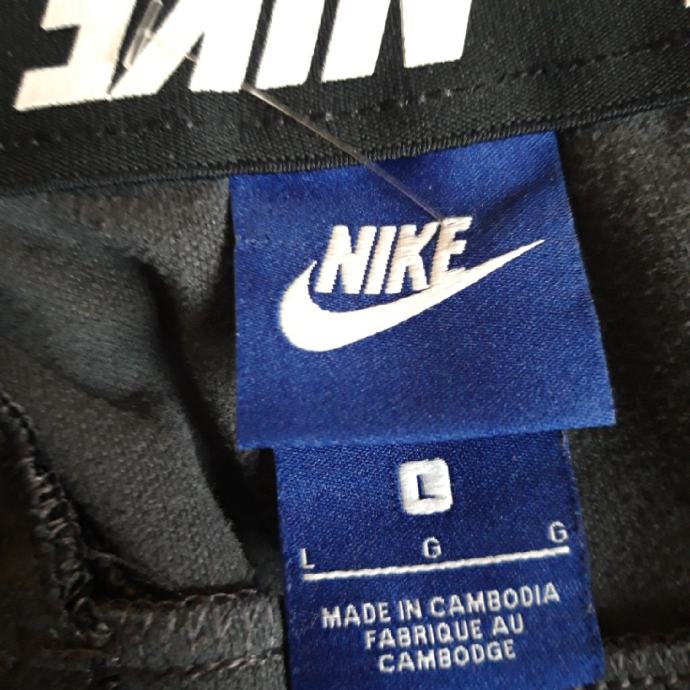 NIKE
NIKE
L
L G G
MADE IN CAMBODIA
FABRIQUE AU
CAMBODGE